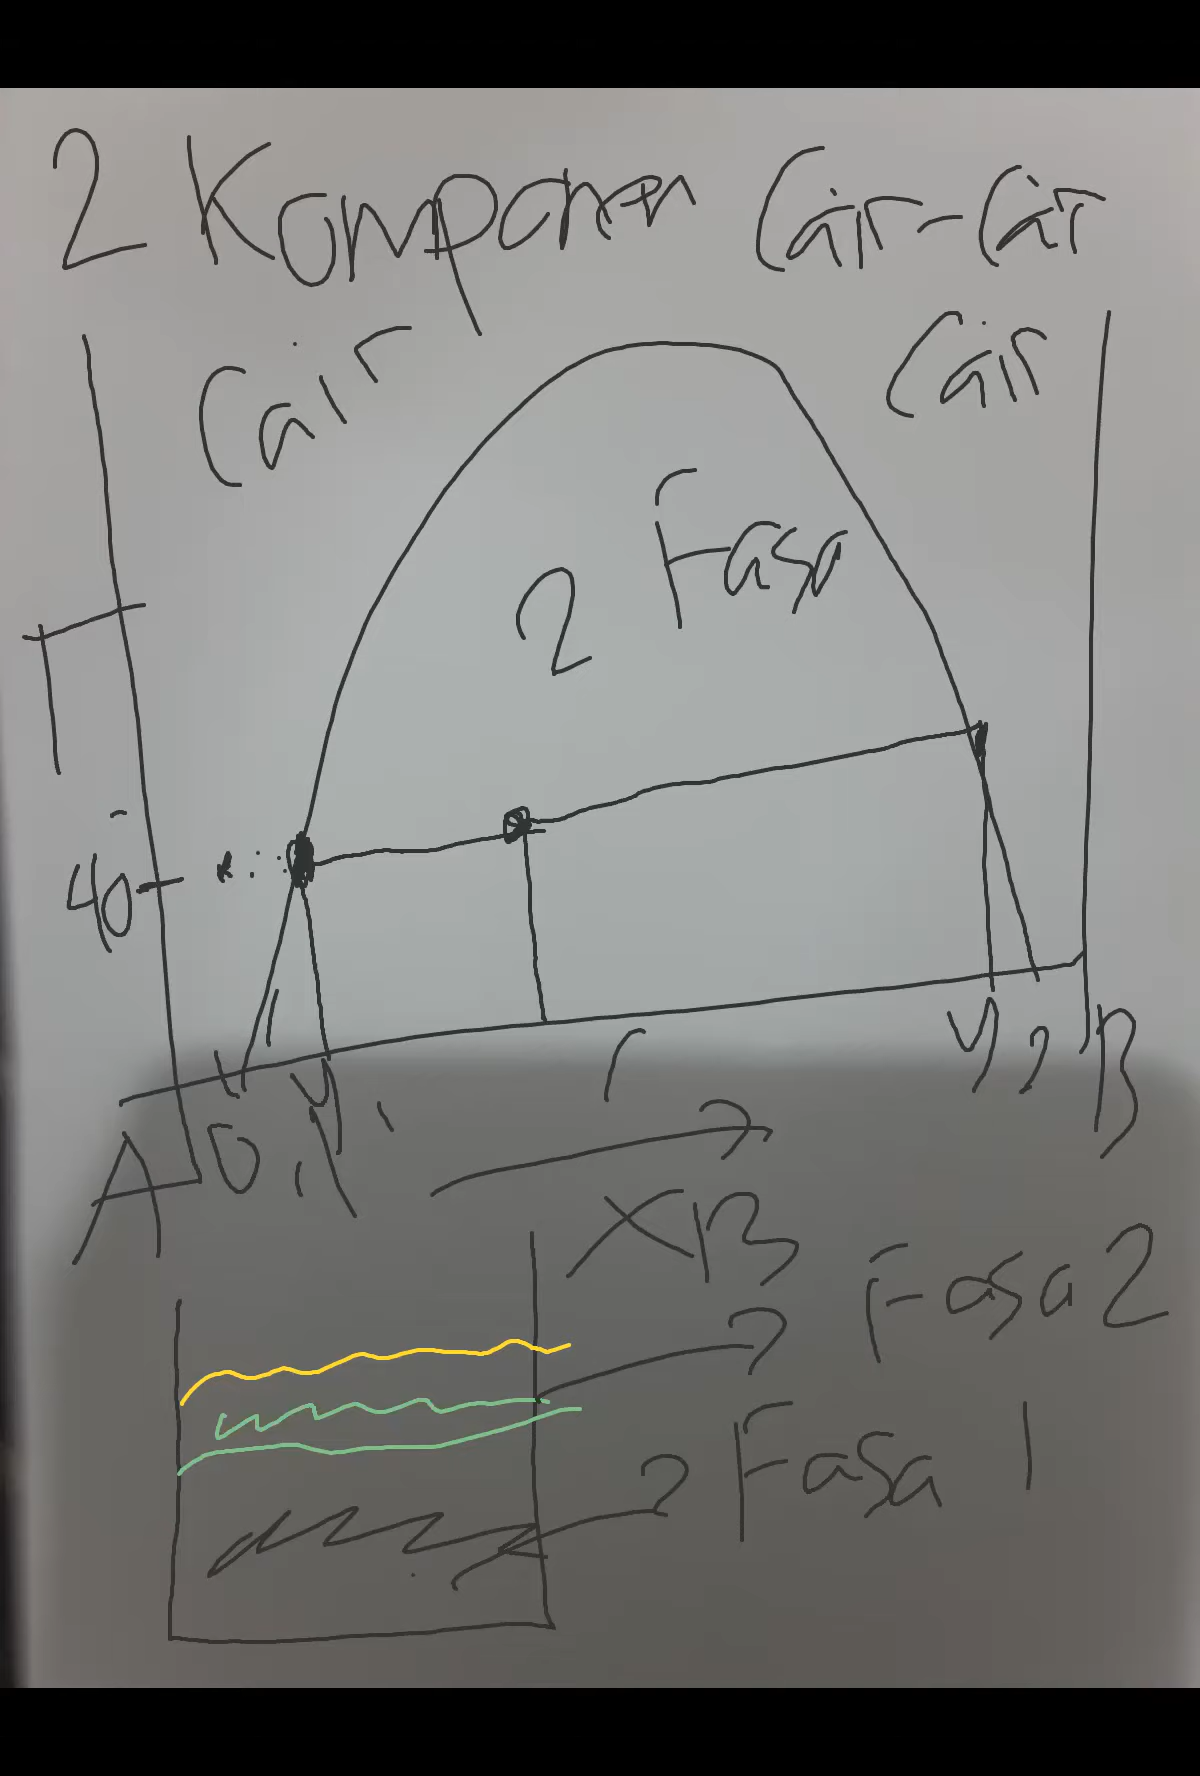 2 Komponen Cair-Cair
Cair
Cair
2 Fasa
T
40
A
0,1
y1
y2
B
XB
Fasa 2
Fasa 1